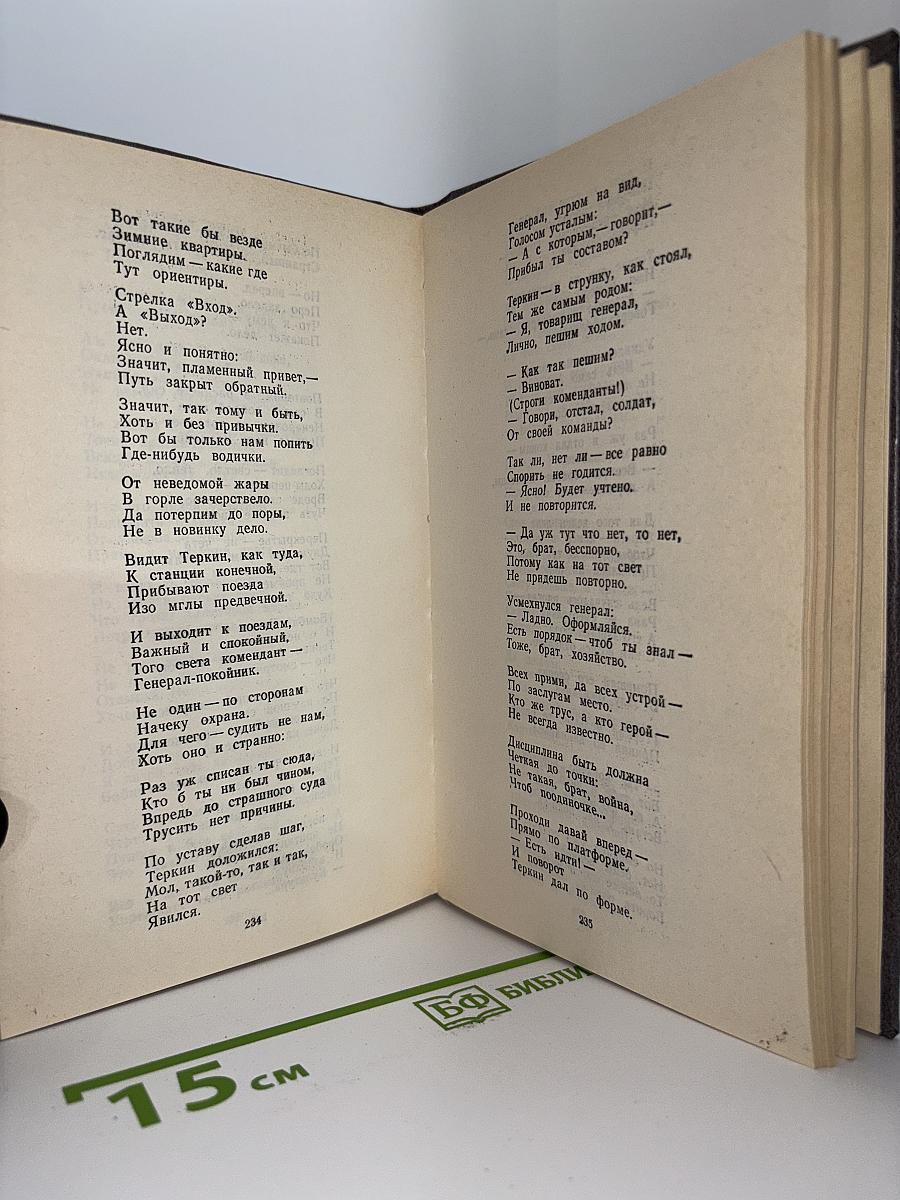 Вот такие бы везде
Зимние квартиры.
Поглядим — какие где
Тут ориентиры.
Стрелка «Вход».
А «Выход»?
Нет.
Ясно и понятно:
Значит, пламенный привет,—
Путь закрыт обратный.
Значит, так тому и быть,
Хоть и без привычки.
Вот бы только нам попить
Где-нибудь водички.
От неведомой жары
В горле зачерствело.
Да потерпим до поры,
Не в новинку дело.
Видит Теркин, как туда,
К станции конечной,
Прибывают поезда
Изо мглы предвечной.
И выходит к поездам,
Важный и спокойный,
Того света комендант —
Генерал-покойник.
Не один — по сторонам
Начеку охрана.
Для чего — судить не нам,
Хоть оно и странно:
Раз уж списан ты сюда,
Кто б ты ни был чином,
Впредь до страшного суда
Трусить нет причины.
По уставу сделав шаг,
Теркин доложился:
Мол, такой-то, так и так,
На тот свет
Явился.
234
Генерал, угрюм на вид,
Голосом усталым:
— А с которым,— говорит,—
Прибыл ты составом?
Теркин — в струнку, как стоял,
Тем же самым родом:
— Я, товарищ генерал,
Лично, пешим ходом.
— Как так пешим?
— Виноват.
(Строги коменданты!)
— Говори, отстал, солдат,
От своей команды?
Так ли, нет ли — все равно
Спорить не годится.
— Ясно! Будет учтено.
И не повторится.
— Да уж тут что нет, то нет,
Это, брат, бесспорно,
Потому как на тот свет
Не придешь повторно.
Усмехнулся генерал:
— Ладно. Оформляйся.
Есть порядок — чтоб ты знал —
Тоже, брат, хозяйство.
Всех прими, да всех устрой —
По заслугам место.
Кто же трус, а кто герой —
Не всегда известно.
Дисциплина быть должна
Четкая до точки:
Не такая, брат, война,
Чтоб поодиночке...
Проходи давай вперед —
Прямо по платформе.
— Есть идти! —
И поворот
Теркин дал по форме.
235
БФ БИБЛИ
15 см